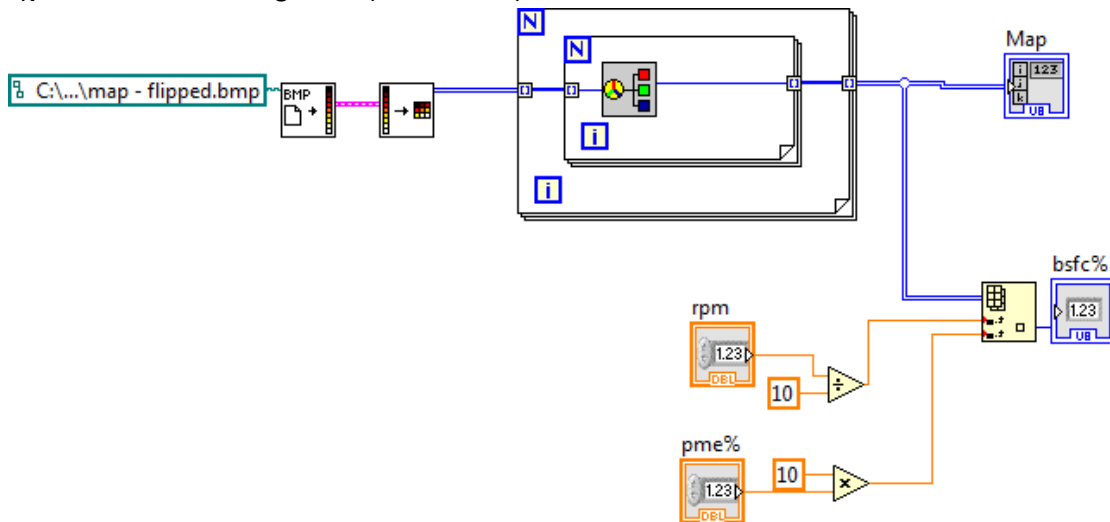 N
N
Map
C:\...\map - flipped.bmp
BMP
i
123
j
k
U8
i
i
bsfc%
1.23
U8
rpm
1.23
DBL
10
÷
pme%
1.23
DBL
10
×